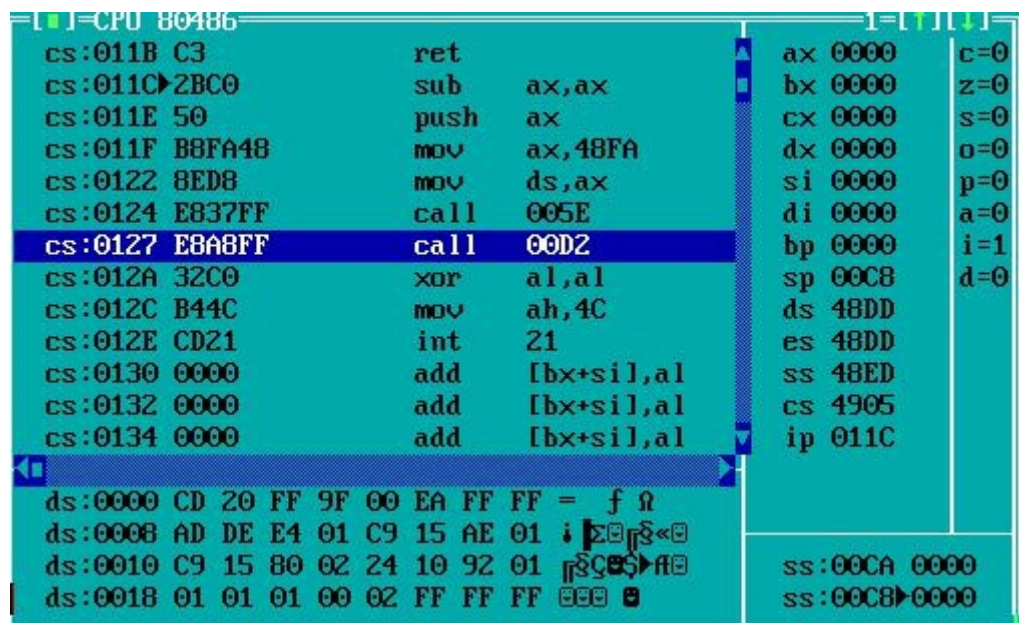 [■]=CPU 80486 1=[↑][↓]
cs:011B C3 ret
cs:011C►2BC0 sub ax,ax
cs:011E 50 push ax
cs:011F B8FA48 mov ax,48FA
cs:0122 8ED8 mov ds,ax
cs:0124 E837FF call 005E
cs:0127 E8A8FF call 00D2
cs:012A 32C0 xor al,al
cs:012C B44C mov ah,4C
cs:012E CD21 int 21
cs:0130 0000 add [bx+si],al
cs:0132 0000 add [bx+si],al
cs:0134 0000 add [bx+si],al
ax 0000 c=0
bx 0000 z=0
cx 0000 s=0
dx 0000 o=0
si 0000 p=0
di 0000 a=0
bp 0000 i=1
sp 00C8 d=0
ds 48DD
es 48DD
ss 48ED
cs 4905
ip 011C
ds:0000 CD 20 FF 9F 00 EA FF FF = ƒ Ω
ds:0008 AD DE E4 01 C9 15 AE 01 ¡ ▐Σ☺╔§«☺
ds:0010 C9 15 80 02 24 10 92 01 ╔§Ç☻$►Æ☺
ds:0018 01 01 01 00 02 FF FF FF ☺☺☺ ☻
ss:00CA 0000
ss:00C8►0000